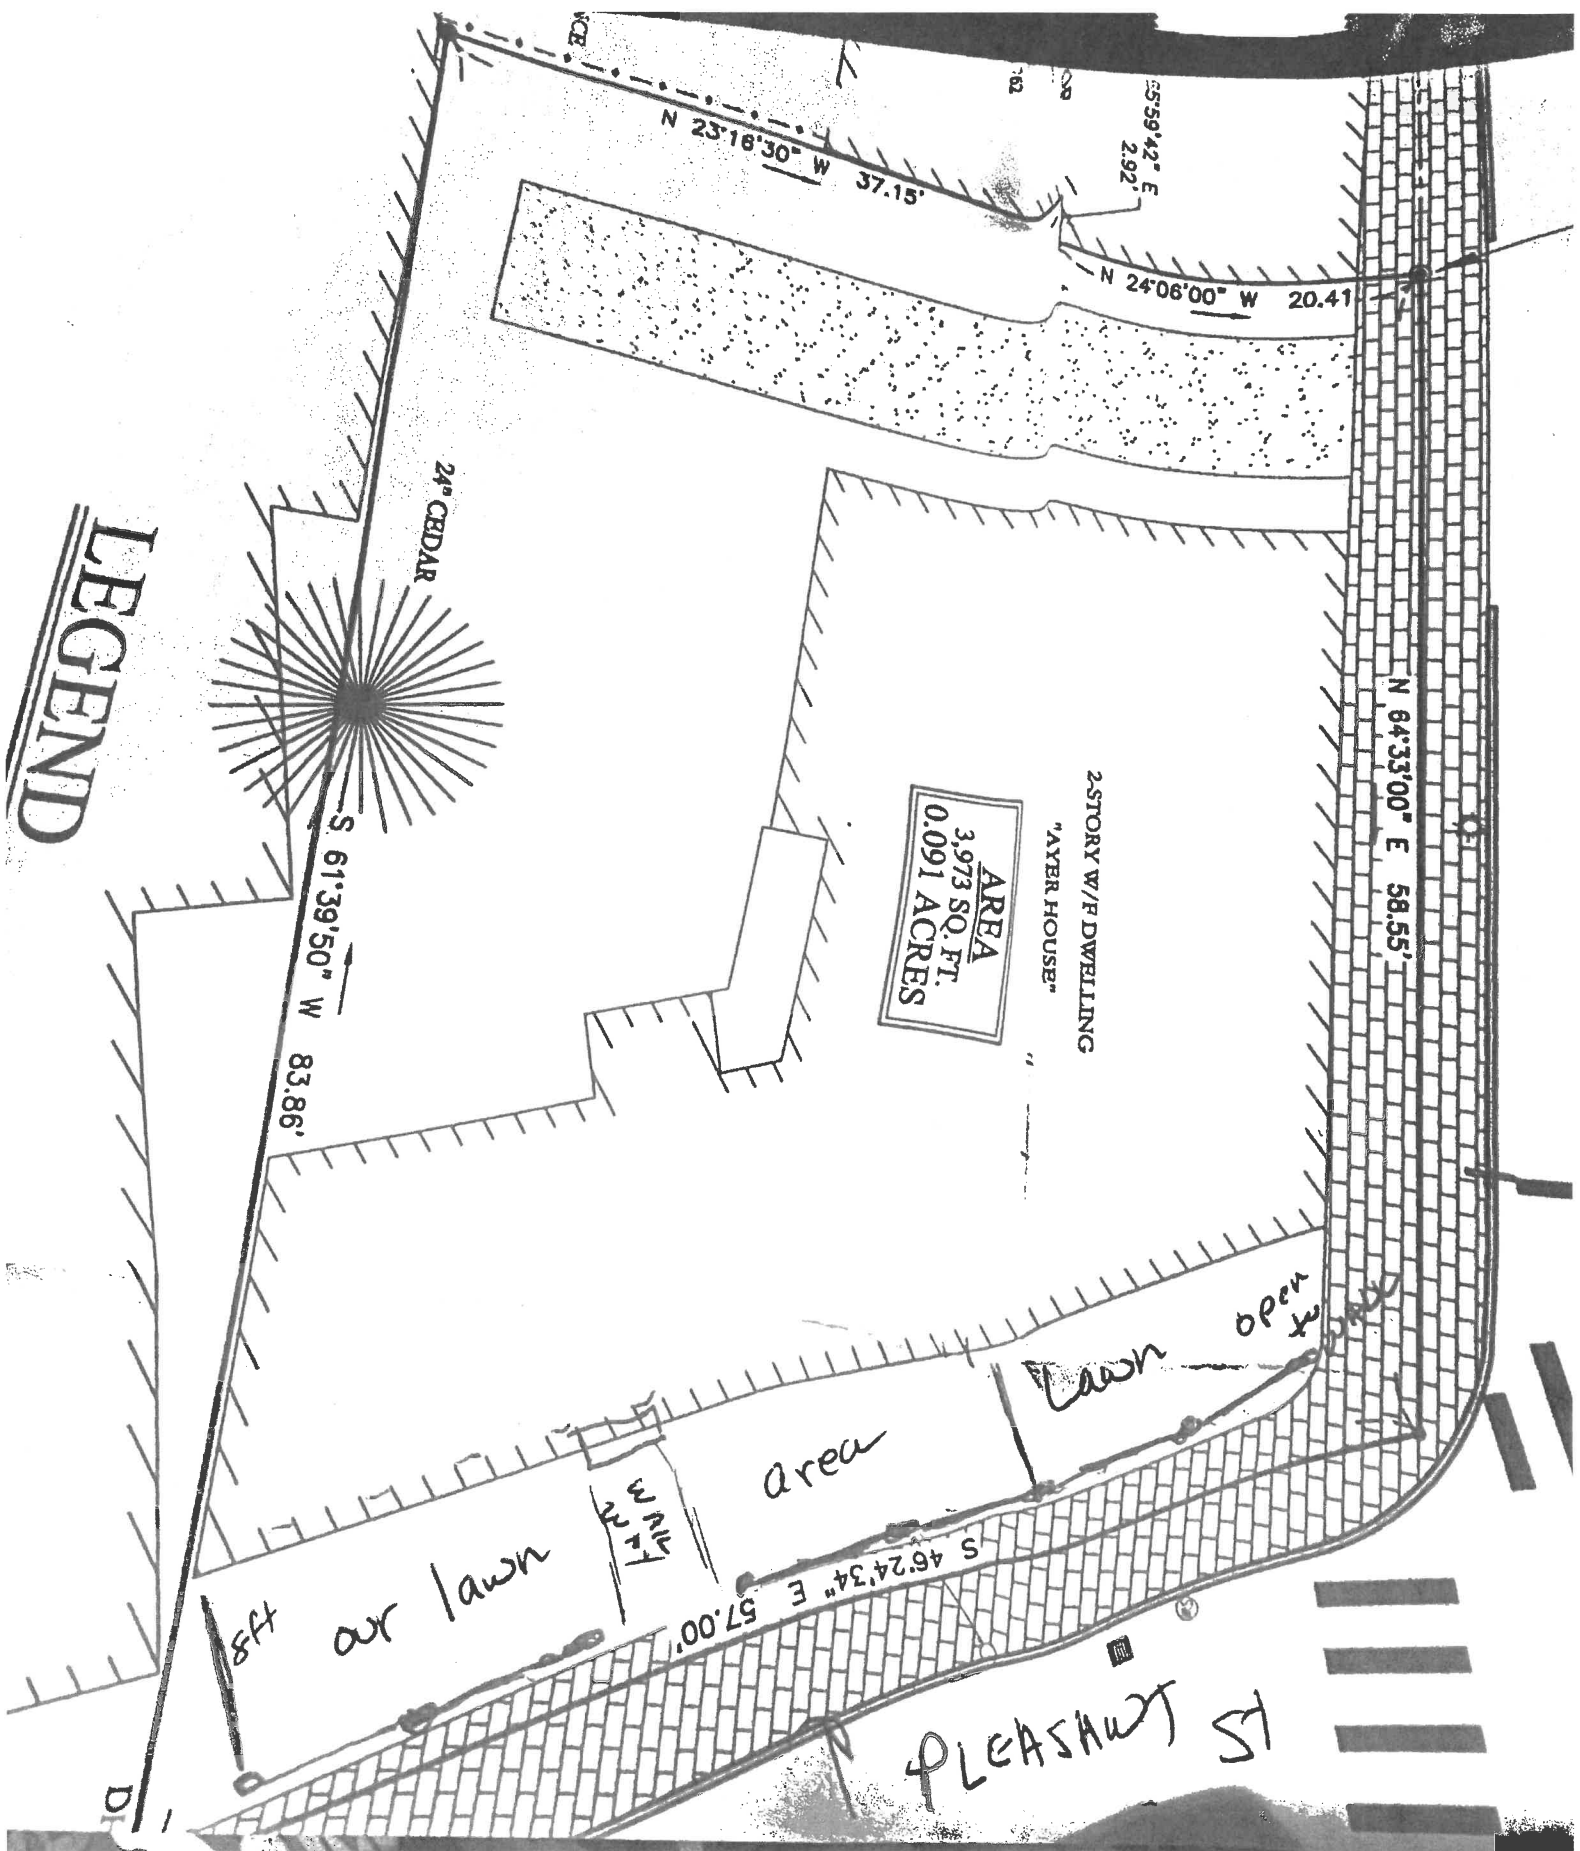 N 23°16'30" W 37.15'
2.92'
N 24°06'00" W 20.41
24" CEDAR
LEGEND
N 64°33'00" E 58.55'
2-STORY W/F DWELLING
"AYER HOUSE"
AREA
3,973 SQ. FT.
0.091 ACRES
S 61°39'50" W 83.86'
open
Lawn
area
our lawn
8ft
S 46°24'34" E 57.00'
PLEASANT ST